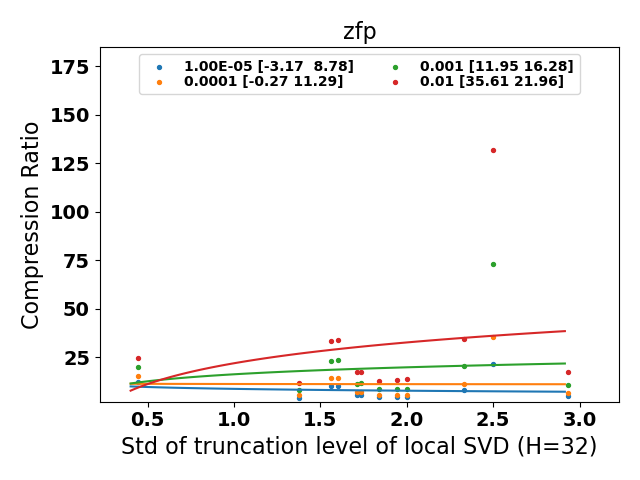 zfp
1.00E-05 [-3.17  8.78]
0.0001 [-0.27 11.29]
0.001 [11.95 16.28]
0.01 [35.61 21.96]
Compression Ratio
175
150
125
100
75
50
25
0.5 1.0 1.5 2.0 2.5 3.0
Std of truncation level of local SVD (H=32)